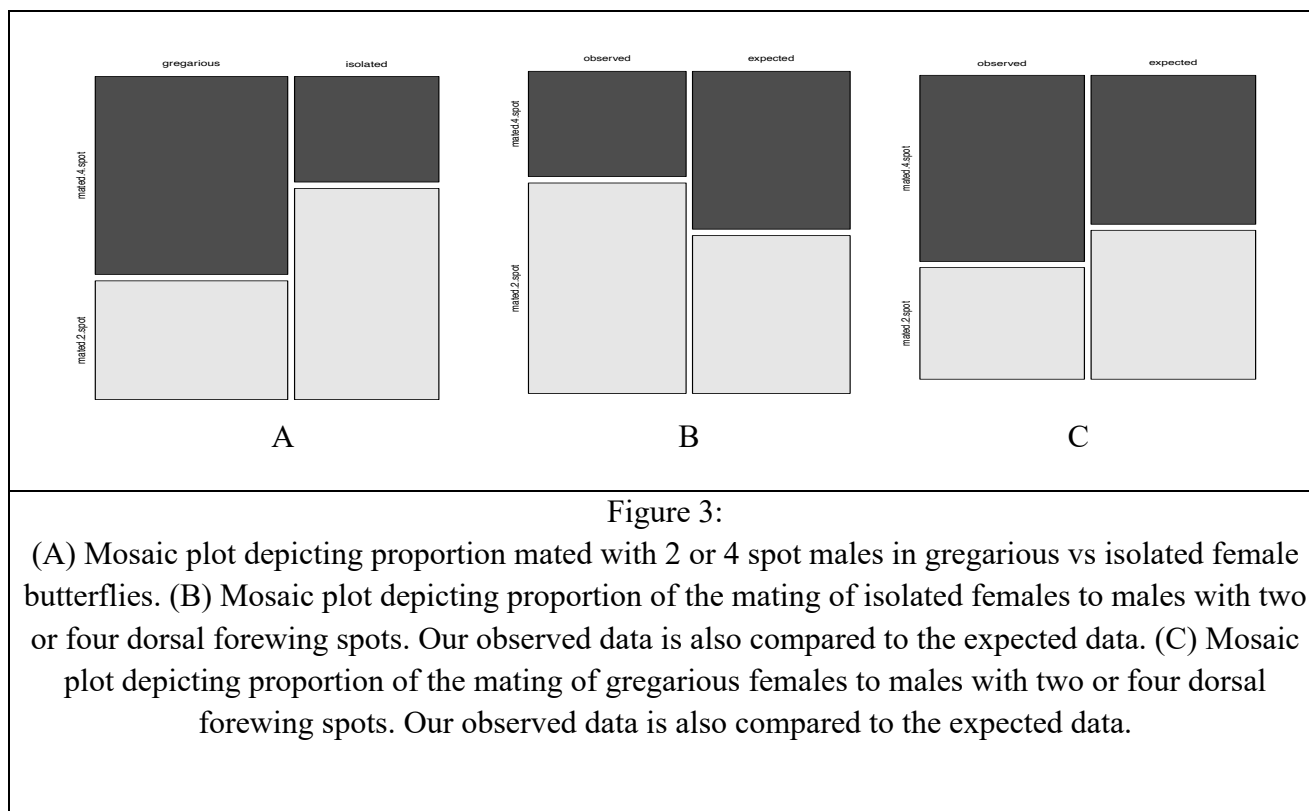 gregarious isolated
mated.4.spot
mated.2.spot
A
observed expected
mated.4.spot
mated.2.spot
B
observed expected
mated.4.spot
mated.2.spot
C
Figure 3:
(A) Mosaic plot depicting proportion mated with 2 or 4 spot males in gregarious vs isolated female
butterflies. (B) Mosaic plot depicting proportion of the mating of isolated females to males with two
or four dorsal forewing spots. Our observed data is also compared to the expected data. (C) Mosaic
plot depicting proportion of the mating of gregarious females to males with two or four dorsal
forewing spots. Our observed data is also compared to the expected data.